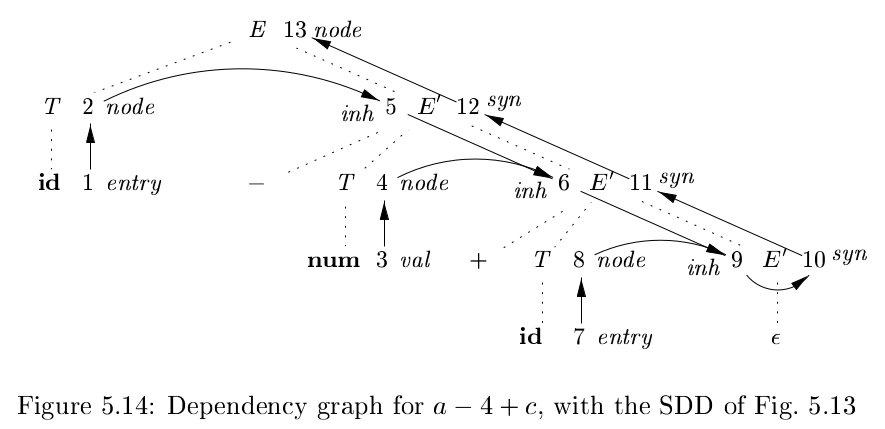 E 13 node
T 2 node inh 5 E′ 12 syn
id 1 entry − T 4 node inh 6 E′ 11 syn
num 3 val + T 8 node inh 9 E′ 10 syn
id 7 entry ϵ
Figure 5.14: Dependency graph for a − 4 + c, with the SDD of Fig. 5.13